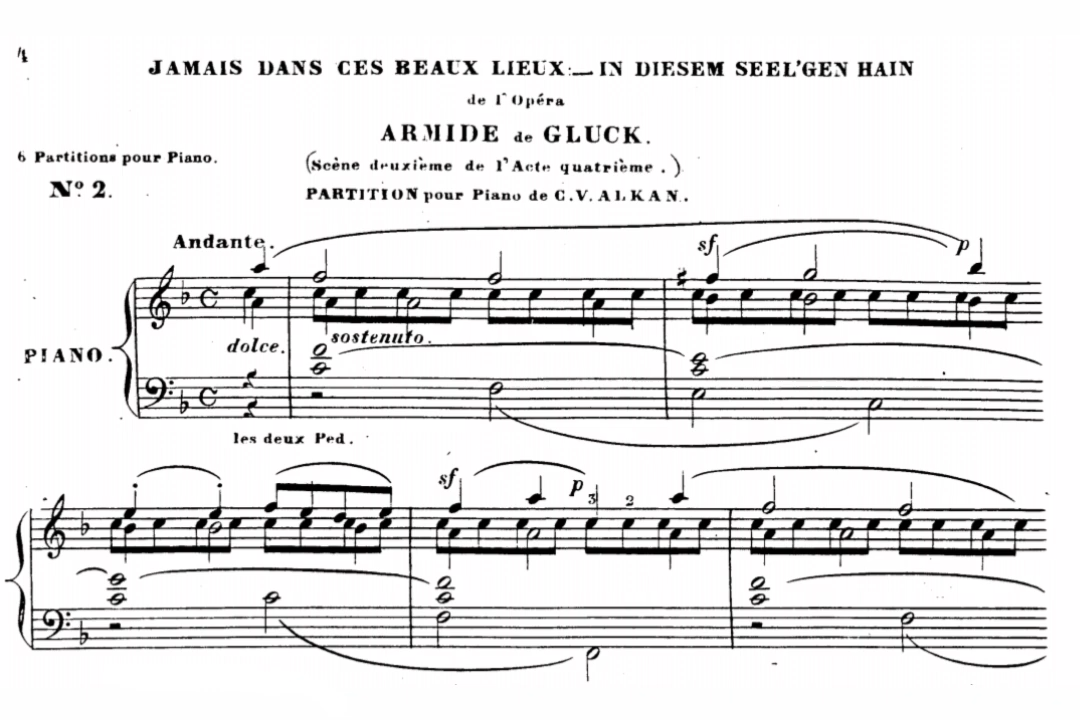 4
JAMAIS DANS CES BEAUX LIEUX:—IN DIESEM SEEL'GEN HAIN
de l'Opéra
ARMIDE de GLUCK.
6 Partitions pour Piano.
(Scène deuxième de l'Acte quatrième.)
Nº 2.
PARTITION pour Piano de C.V. ALKAN.
Andante.
sf
p
PIANO.
dolce.
sostenuto.
les deux Ped.
sf
p
3 2